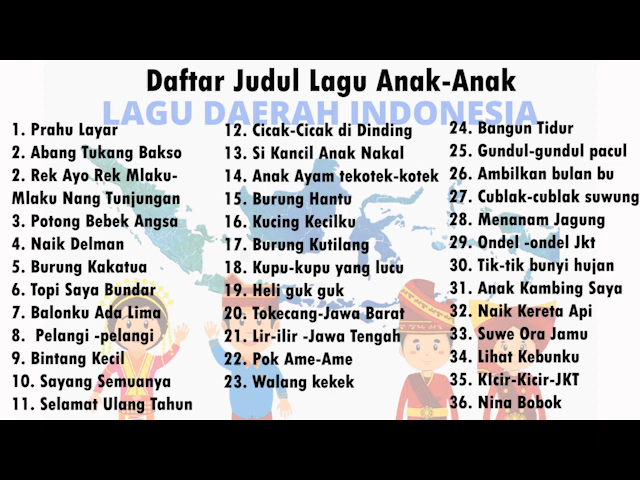 Daftar Judul Lagu Anak-Anak
LAGU DAERAH INDONESIA
1. Prahu Layar
2. Abang Tukang Bakso
2. Rek Ayo Rek Mlaku-
Mlaku Nang Tunjungan
3. Potong Bebek Angsa
4. Naik Delman
5. Burung Kakatua
6. Topi Saya Bundar
7. Balonku Ada Lima
8. Pelangi -pelangi
9. Bintang Kecil
10. Sayang Semuanya
11. Selamat Ulang Tahun
12. Cicak-Cicak di Dinding
13. Si Kancil Anak Nakal
14. Anak Ayam tekotek-kotek
15. Burung Hantu
16. Kucing Kecilku
17. Burung Kutilang
18. Kupu-kupu yang lucu
19. Heli guk guk
20. Tokecang-Jawa Barat
21. Lir-ilir -Jawa Tengah
22. Pok Ame-Ame
23. Walang kekek
24. Bangun Tidur
25. Gundul-gundul pacul
26. Ambilkan bulan bu
27. Cublak-cublak suwung
28. Menanam Jagung
29. Ondel -ondel Jkt
30. Tik-tik bunyi hujan
31. Anak Kambing Saya
32. Naik Kereta Api
33. Suwe Ora Jamu
34. Lihat Kebunku
35. KIcir-Kicir-JKT
36. Nina Bobok